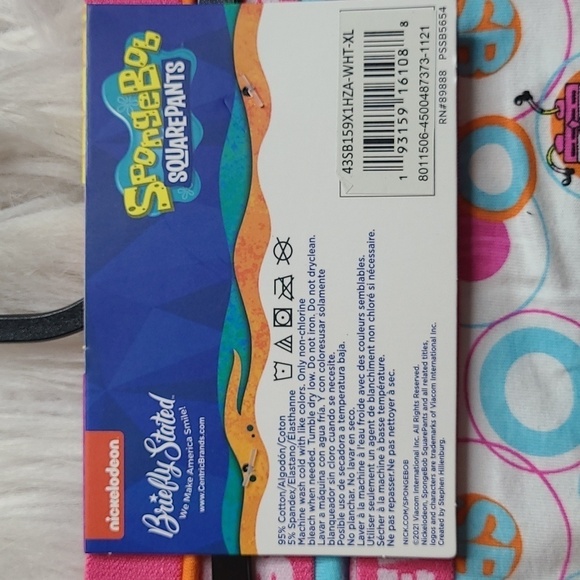 SPONGEBOB
SQUAREPANTS
nickelodeon
Briefly Stated
We Make America Smile!
www.CentricBrands.com
43SB159X1HZA-WHT-XL
1 93159 16108 8
8011506-4500487373-1121
RN#89888 PSSB5654
95% Cotton/Algodón/Coton
5% Spandex/Elastano/Elasthanne
Machine wash cold with like colors. Only non-chlorine
bleach when needed. Tumble dry low. Do not iron. Do not dryclean.
Lavar a máquina con agua fría. Y con coloresusar solamente
blanqueador sin cloro cuando se necesite.
Posible uso de secadora a temperatura baja.
No planchar. No lavar en seco.
Laver à la machine à l'eau froide avec des couleurs semblables.
Utiliser seulement un agent de blanchiment non chloré si nécessaire.
Sécher à la machine à basse température.
Ne pas repasser.Ne pas nettoyer à sec.
NICK.COM/SPONGEBOB
©2021 Viacom International Inc. All Rights Reserved.
Nickelodeon, SpongeBob SquarePants and all related titles,
logos and characters are trademarks of Viacom International Inc.
Created by Stephen Hillenburg.